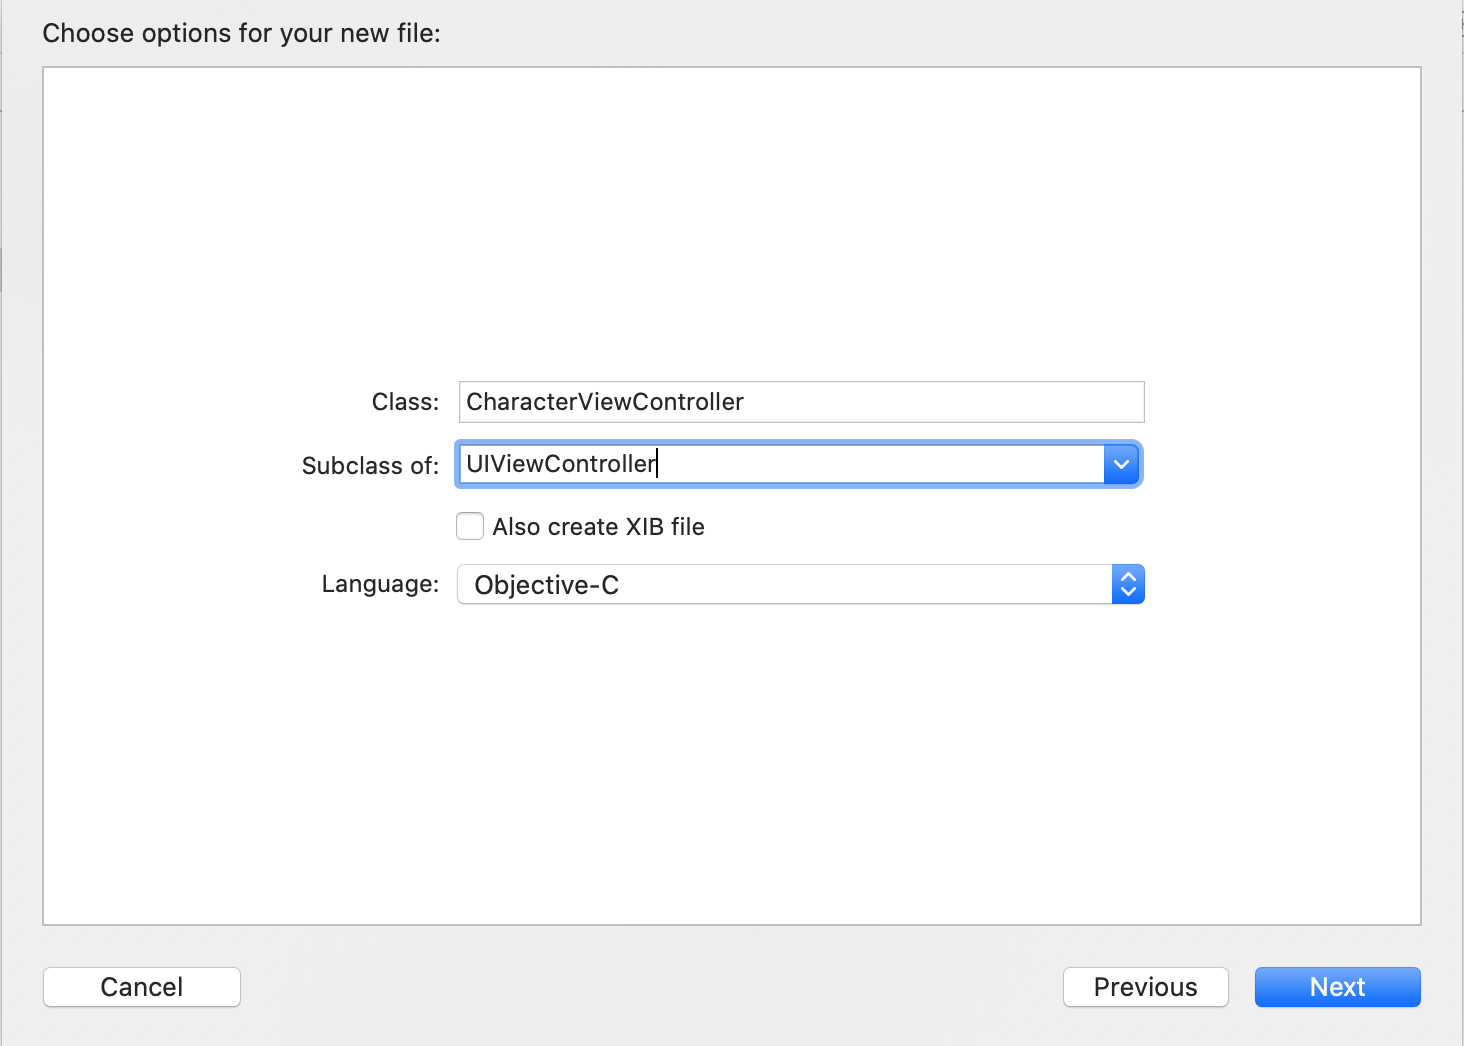 Choose options for your new file:
Class: CharacterViewController
Subclass of: UIViewController
Also create XIB file
Language: Objective-C
Cancel Previous Next